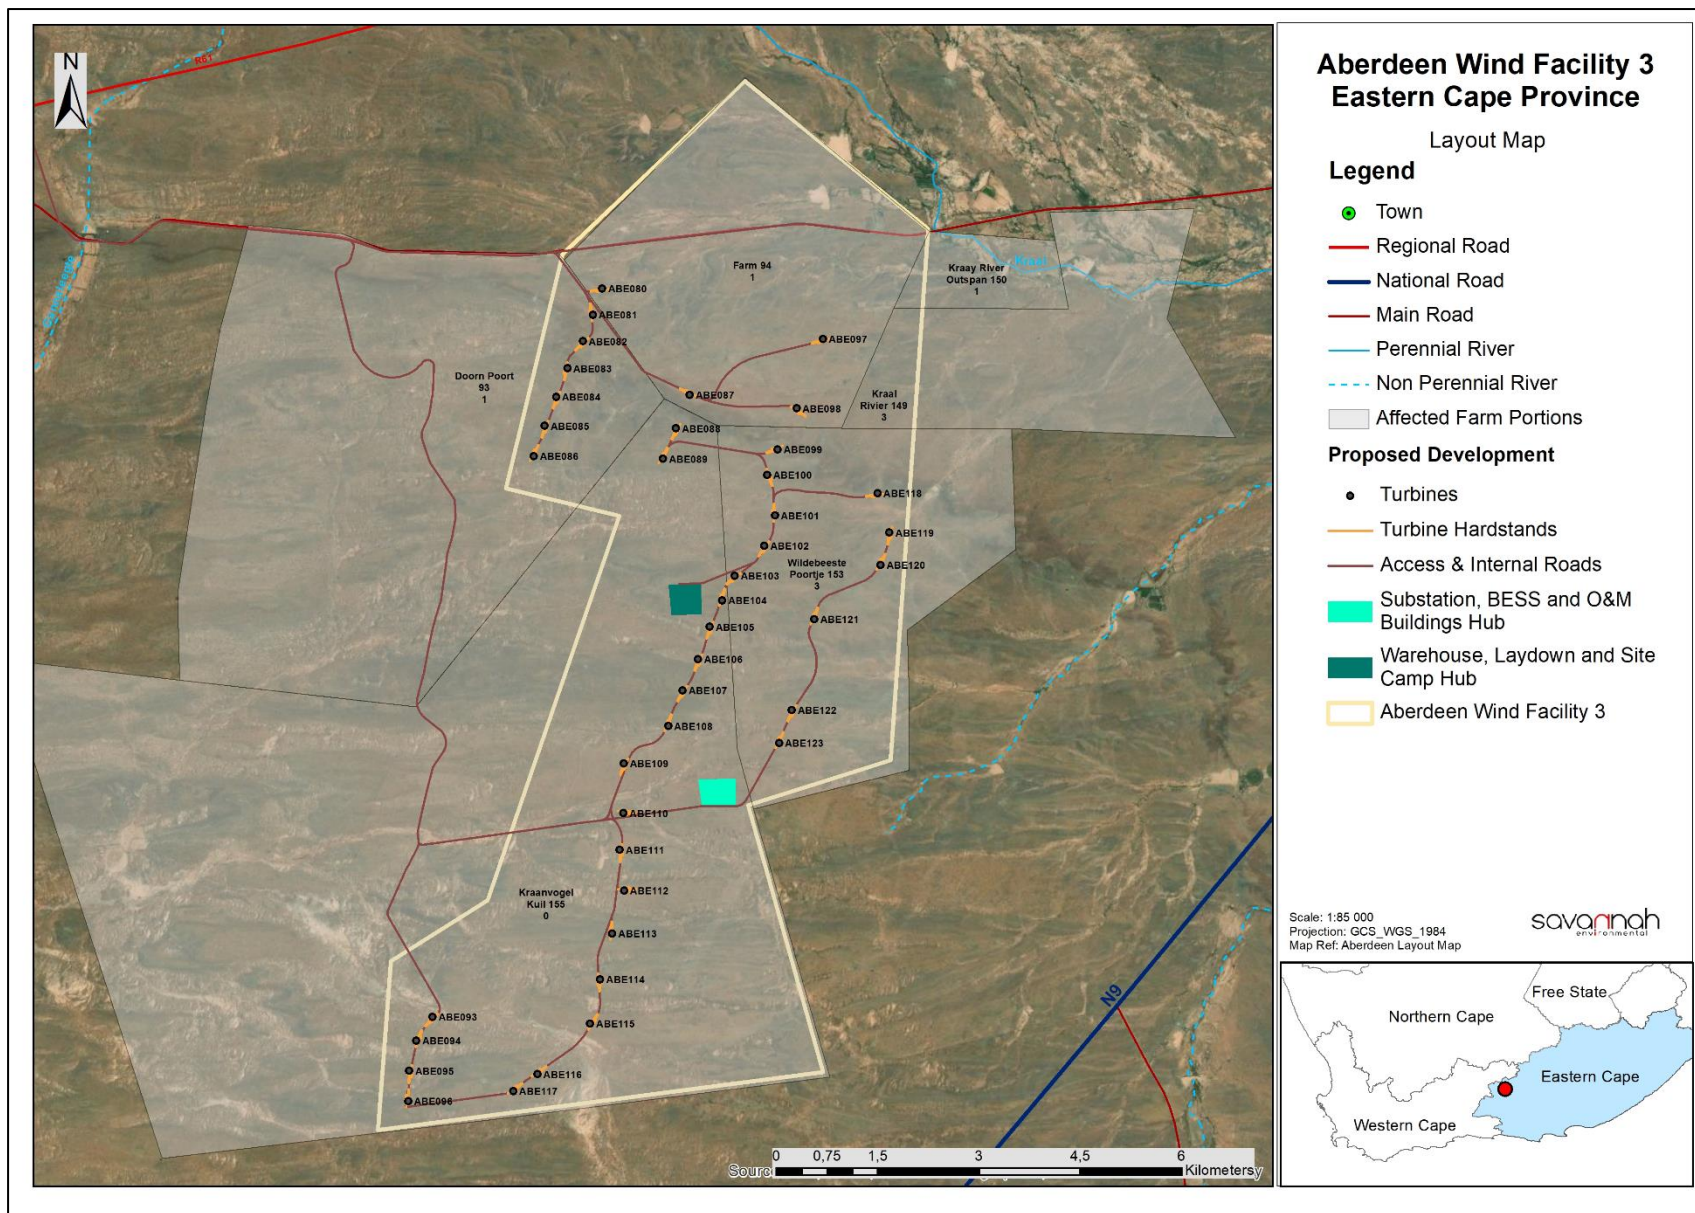 Aberdeen Wind Facility 3
Eastern Cape Province
Layout Map
Legend
Town
Regional Road
National Road
Main Road
Perennial River
Non Perennial River
Affected Farm Portions
Proposed Development
Turbines
Turbine Hardstands
Access & Internal Roads
Substation, BESS and O&M
Buildings Hub
Warehouse, Laydown and Site
Camp Hub
Aberdeen Wind Facility 3
Scale: 1:85 000
Projection: GCS_WGS_1984
Map Ref: Aberdeen Layout Map
savannah
environmental
Free State
Northern Cape
Eastern Cape
Western Cape
N
R61
Farm 94
1
Kraay River
Outspan 150
1
Kraal
ABE080
ABE081
ABE082
ABE083
ABE084
ABE085
ABE086
Doorn Poort
93
1
ABE097
ABE087
ABE098
Kraal
Rivier 149
3
ABE088
ABE089
ABE099
ABE100
ABE118
ABE101
ABE119
ABE102
Wildebeeste
Poortje 153
3
ABE120
ABE103
ABE104
ABE105
ABE121
ABE106
ABE107
ABE108
ABE122
ABE123
ABE109
ABE110
ABE111
ABE112
Kraanvogel
Kuil 155
0
ABE113
ABE114
ABE115
ABE093
ABE094
ABE095
ABE096
ABE116
ABE117
N9
0 0,75 1,5 3 4,5 6
Kilometersy